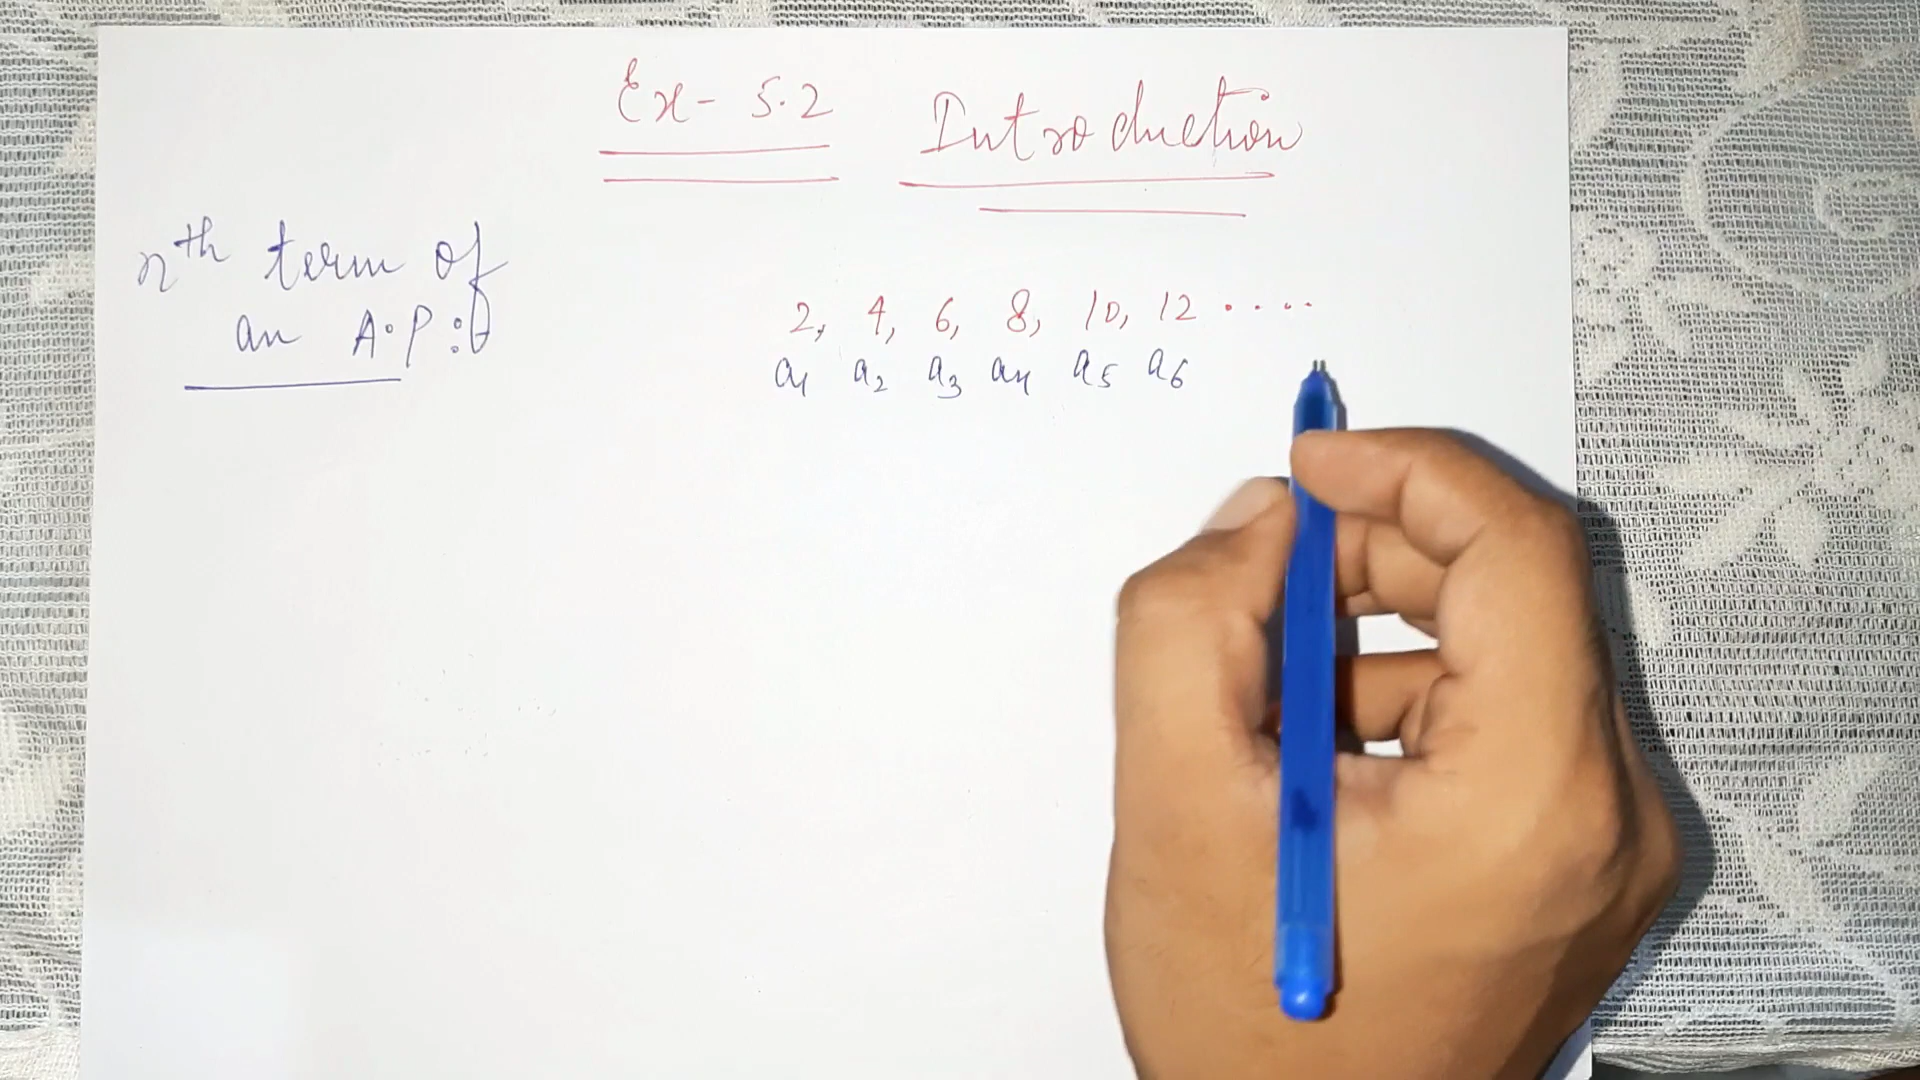 Ex- 5.2 Introduction
nth term of
an A.P :-
2, 4, 6, 8, 10, 12 ....
a1 a2 a3 a4 a5 a6